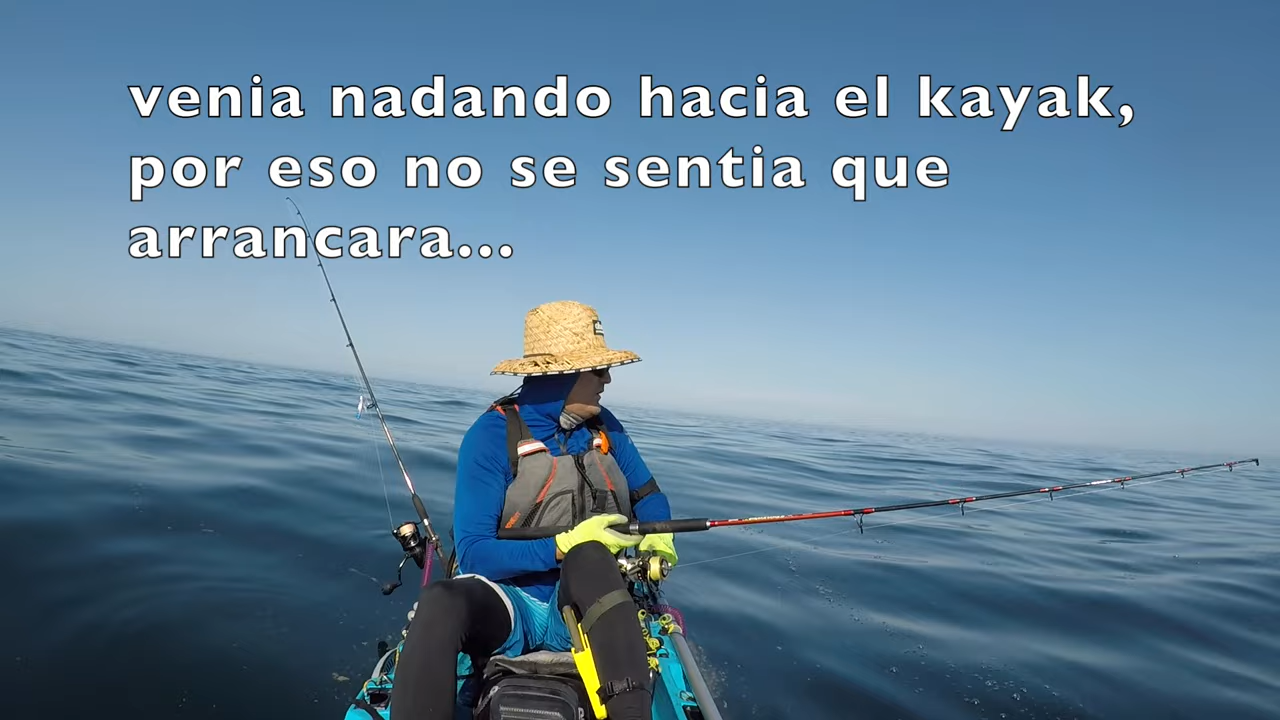 venia nadando hacia el kayak,
por eso no se sentia que
arrancara...